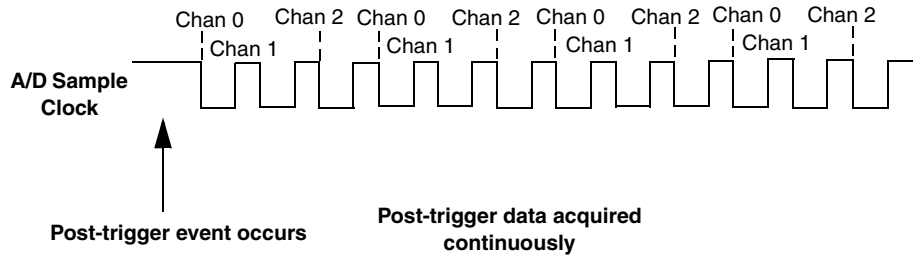 Chan 0 Chan 2 Chan 0 Chan 2 Chan 0 Chan 2 Chan 0 Chan 2
Chan 1 Chan 1 Chan 1 Chan 1
A/D Sample
Clock
Post-trigger event occurs
Post-trigger data acquired
continuously